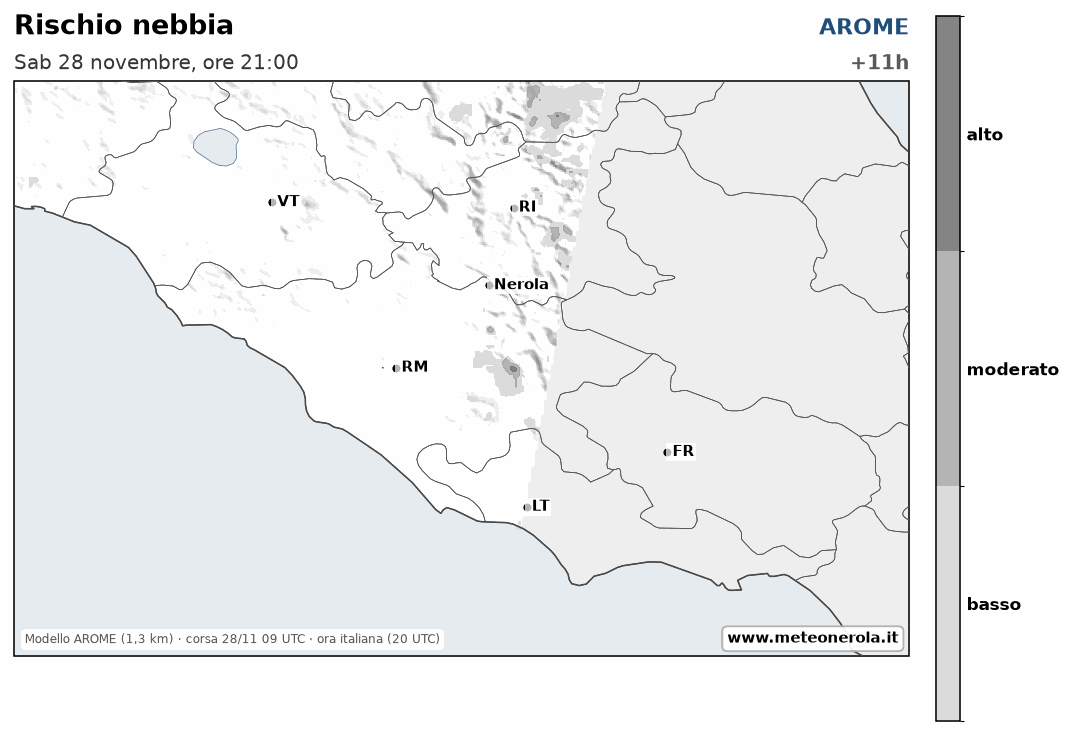 Rischio nebbia
AROME
Sab 28 novembre, ore 21:00
+11h
alto
VT
RI
Nerola
RM
moderato
FR
LT
basso
Modello AROME (1,3 km) · corsa 28/11 09 UTC · ora italiana (20 UTC)
www.meteonerola.it